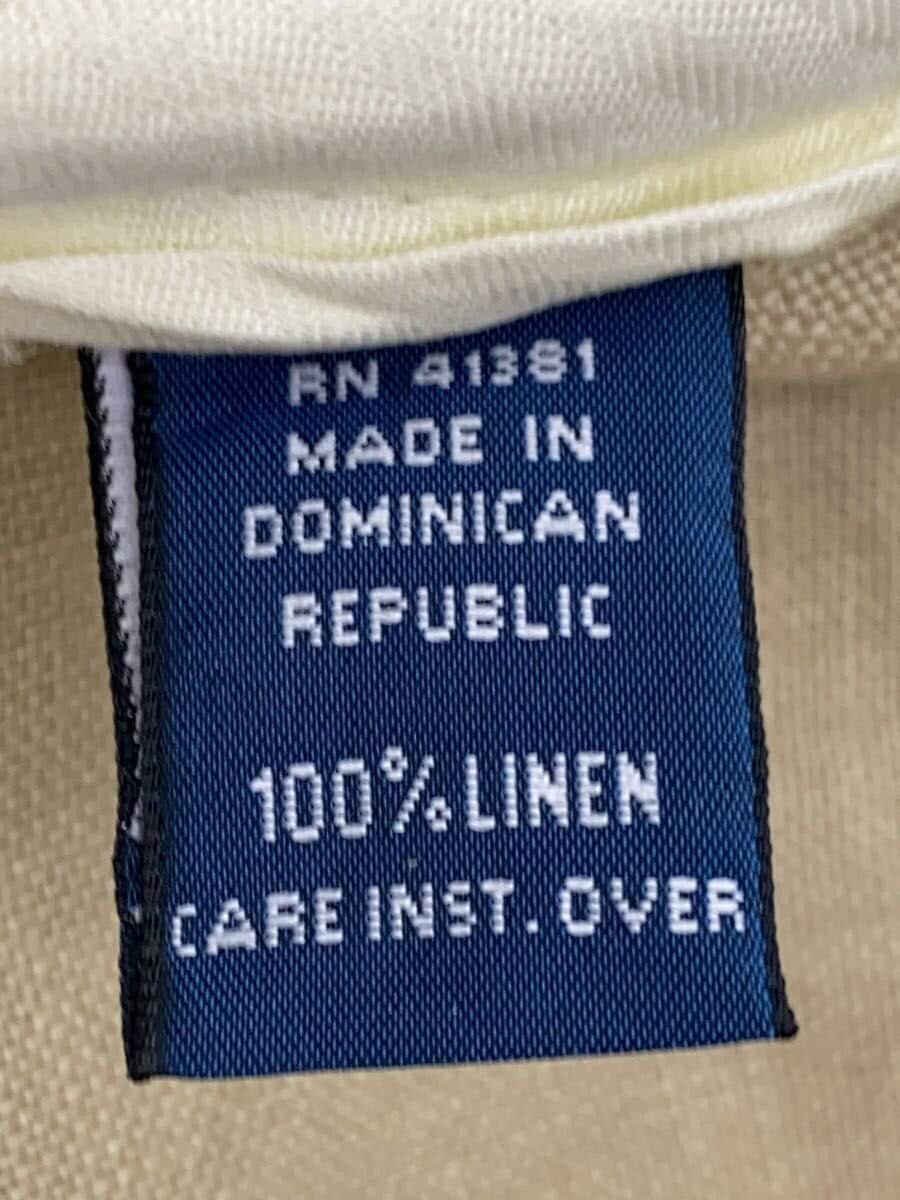 RN 41381
MADE IN
DOMINICAN
REPUBLIC
100% LINEN
CARE INST. OVER